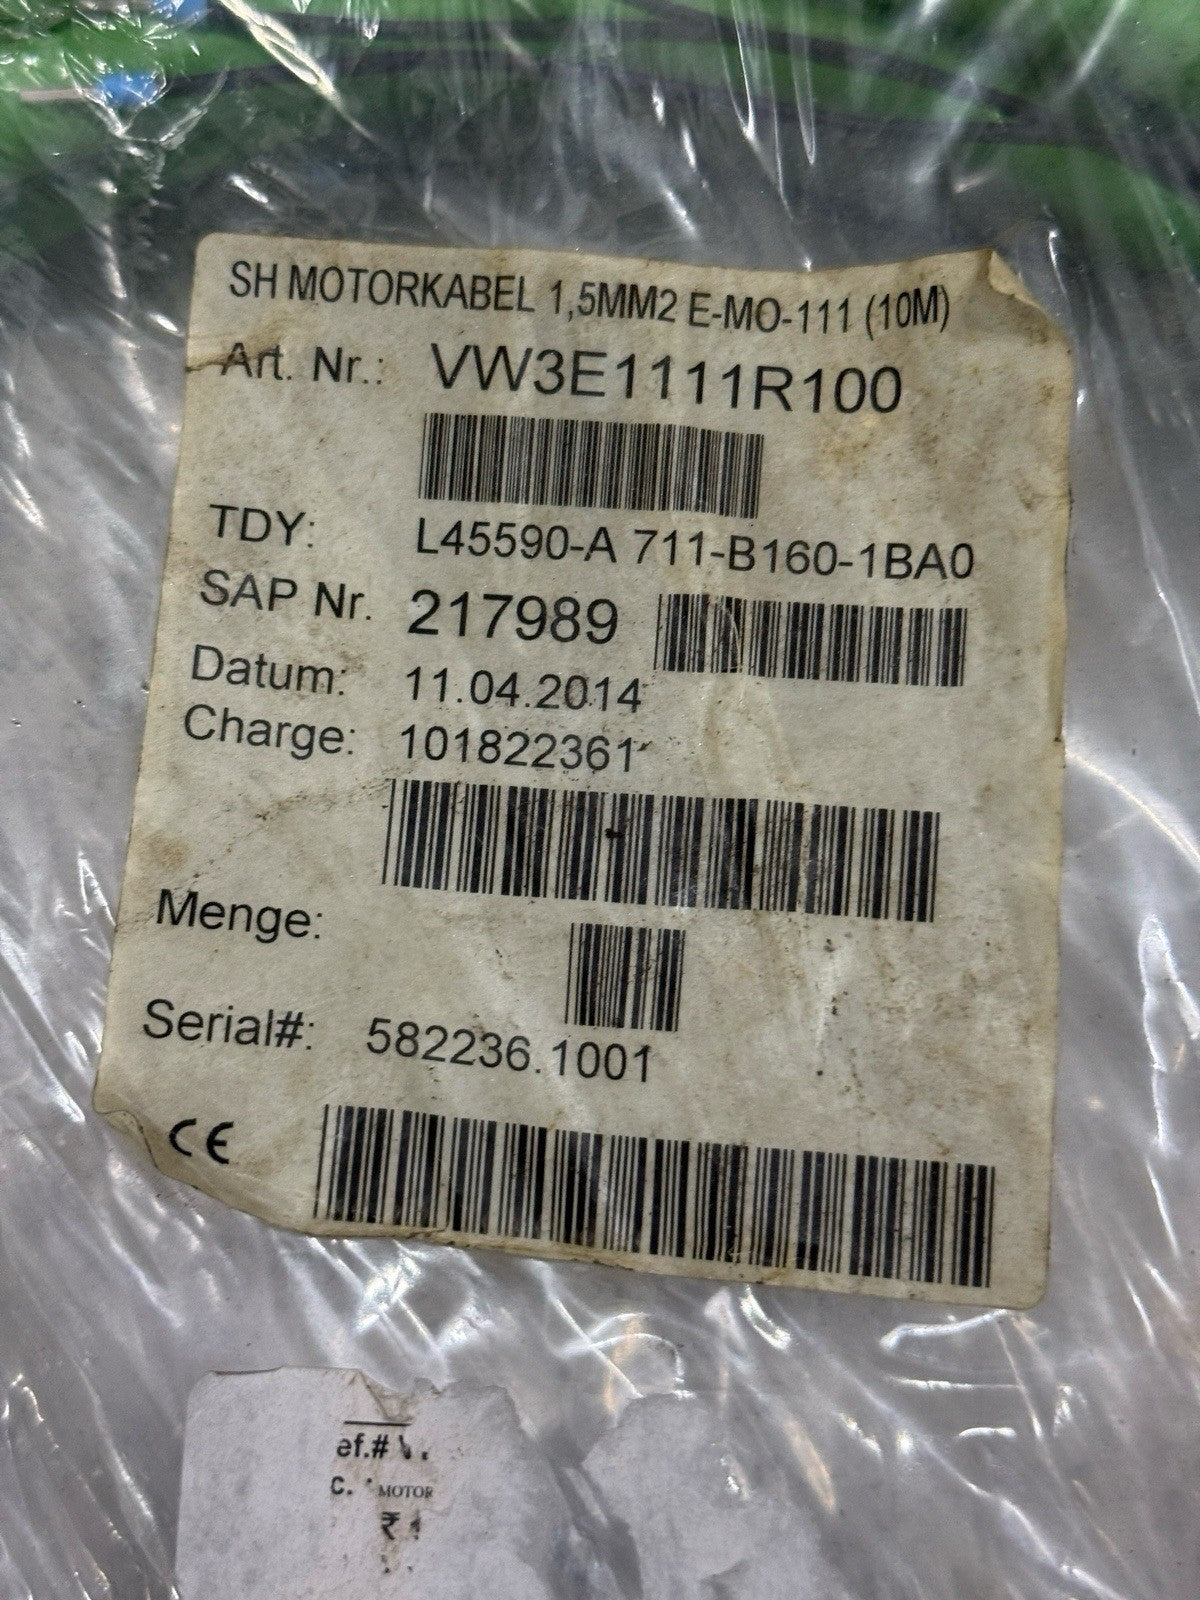 SH MOTORKABEL 1,5MM2 E-MO-111 (10M)
Art. Nr.: VW3E1111R100
TDY: L45590-A 711-B160-1BA0
SAP Nr. 217989
Datum: 11.04.2014
Charge: 101822361
Menge:
Serial#: 582236.1001
CE
ef.#
C. MOTOR
₹